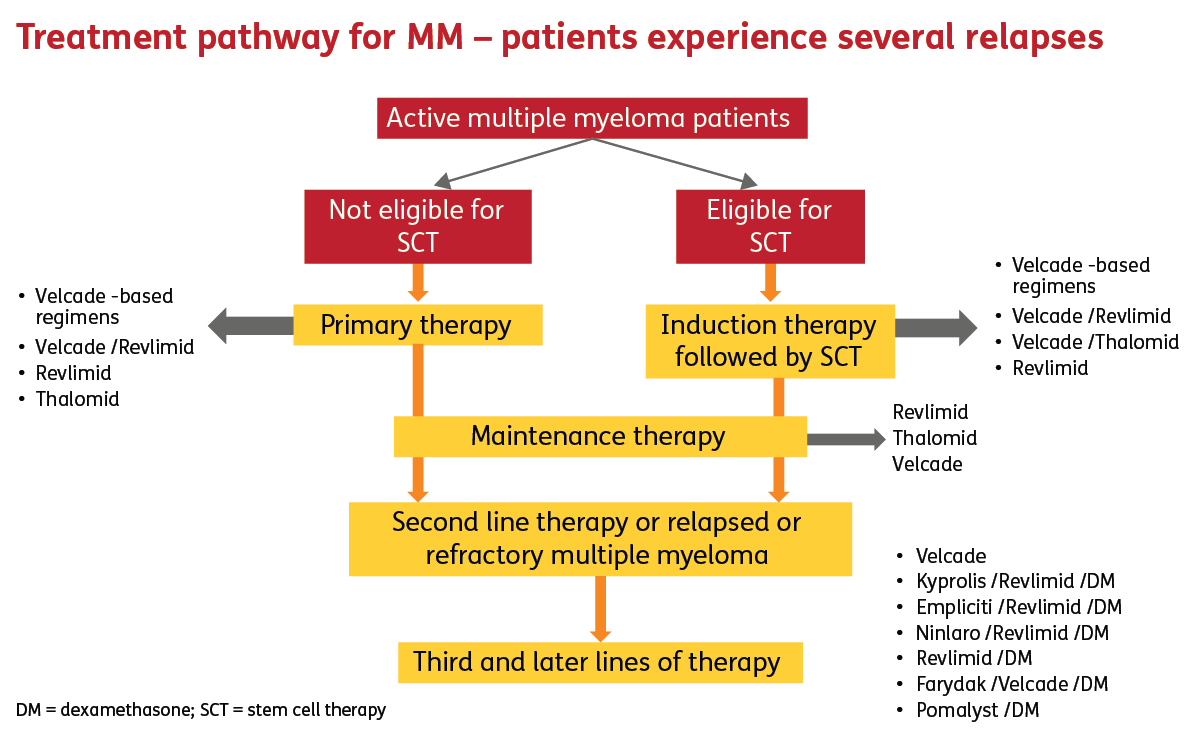 Treatment pathway for MM – patients experience several relapses
Active multiple myeloma patients
Not eligible for
SCT
Eligible for
SCT
• Velcade -based
regimens
• Velcade /Revlimid
• Revlimid
• Thalomid
Primary therapy
Induction therapy
followed by SCT
• Velcade -based
regimens
• Velcade /Revlimid
• Velcade /Thalomid
• Revlimid
Maintenance therapy
Revlimid
Thalomid
Velcade
Second line therapy or relapsed or
refractory multiple myeloma
Third and later lines of therapy
• Velcade
• Kyprolis /Revlimid /DM
• Empliciti /Revlimid /DM
• Ninlaro /Revlimid /DM
• Revlimid /DM
• Farydak /Velcade /DM
• Pomalyst /DM
DM = dexamethasone; SCT = stem cell therapy